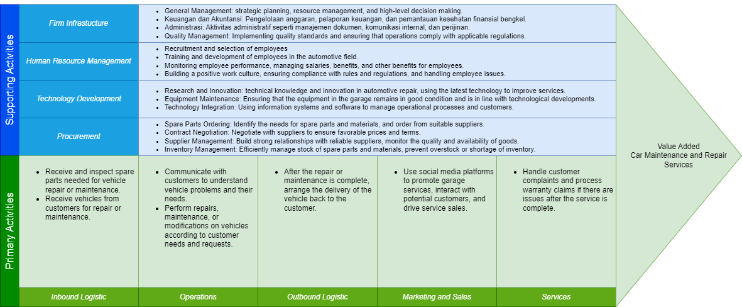 Supporting Activities
Firm Infrastucture
• General Management: strategic planning, resource management, and high-level decision making.
• Keuangan dan Akuntansi: Pengelolaan anggaran, pelaporan keuangan, dan pemantauan kesehatan finansial bengkel.
• Administrasi: Aktivitas administratif seperti manajemen dokumen, komunikasi internal, dan perijinan.
• Quality Management: Implementing quality standards and ensuring that operations comply with applicable regulations.
Human Resource Management
• Recruitment and selection of employees
• Training and development of employees in the automotive field.
• Monitoring employee performance, managing salaries, benefits, and other benefits for employees.
• Building a positive work culture, ensuring compliance with rules and regulations, and handling employee issues.
Technology Development
• Research and Innovation: technical knowledge and innovation in automotive repair, using the latest technology to improve services.
• Equipment Maintenance: Ensuring that the equipment in the garage remains in good condition and is in line with technological developments.
• Technology Integration: Using information systems and software to manage operational processes and customers.
Procurement
• Spare Parts Ordering: Identify the needs for spare parts and materials, and order from suitable suppliers.
• Contract Negotiation: Negotiate with suppliers to ensure favorable prices and terms.
• Supplier Management: Build strong relationships with reliable suppliers, monitor the quality and availability of goods.
• Inventory Management: Efficiently manage stock of spare parts and materials, prevent overstock or shortage of inventory.
Primary Activities
• Receive and inspect spare
parts needed for vehicle
repair or maintenance.
• Receive vehicles from
customers for repair or
maintenance.
Inbound Logistic
• Communicate with
customers to understand
vehicle problems and their
needs.
• Perform repairs,
maintenance, or
modifications on vehicles
according to customer
needs and requests.
Operations
• After the repair or
maintenance is complete,
arrange the delivery of the
vehicle back to the
customer.
Outbound Logistic
• Use social media platforms
to promote garage
services, interact with
potential customers, and
drive service sales.
Marketing and Sales
• Handle customer
complaints and process
warranty claims if there are
issues after the service is
complete.
Services
Value Added
Car Maintenance and Repair
Services